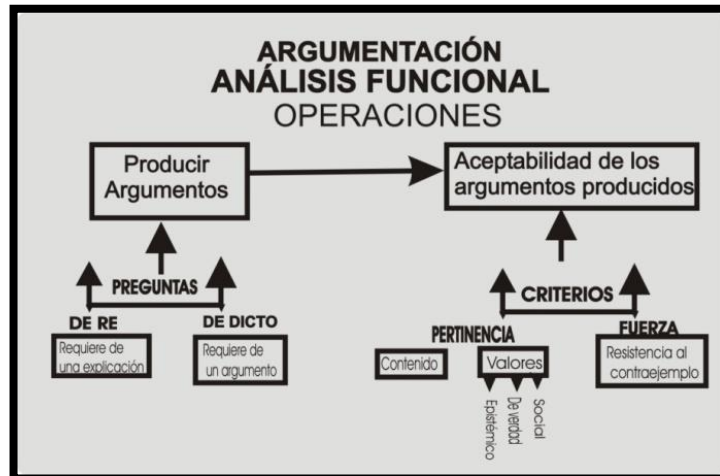 ARGUMENTACIÓN
ANÁLISIS FUNCIONAL
OPERACIONES
Producir
Argumentos
Aceptabilidad de los
argumentos producidos
PREGUNTAS
DE RE
DE DICTO
Requiere de
una explicación
Requiere de
un argumento
CRITERIOS
PERTINENCIA
FUERZA
Contenido
Valores
Resistencia al
contraejemplo
Epistémico
De verdad
Social